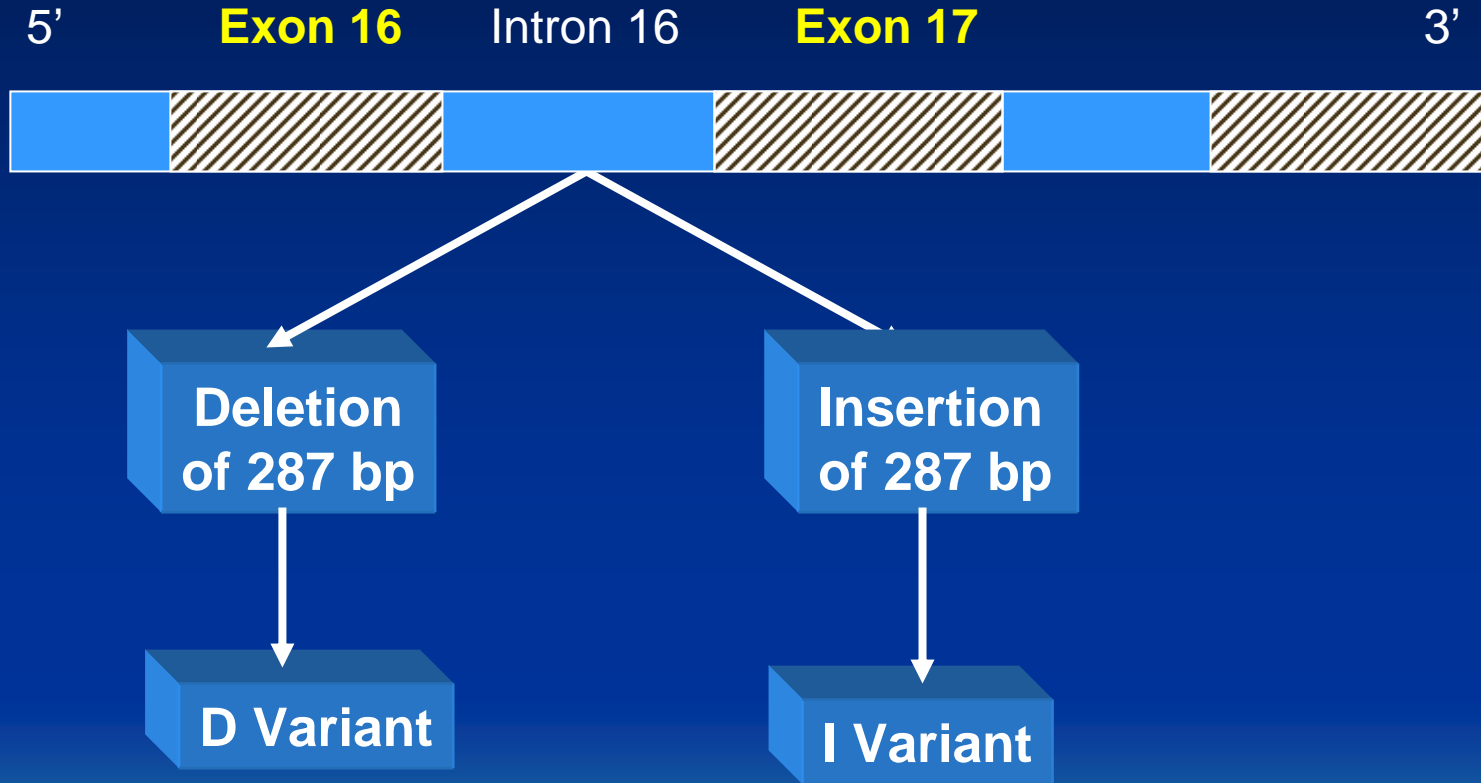 5’ Exon 16 Intron 16 Exon 17 3’
Deletion
of 287 bp
Insertion
of 287 bp
D Variant
I Variant